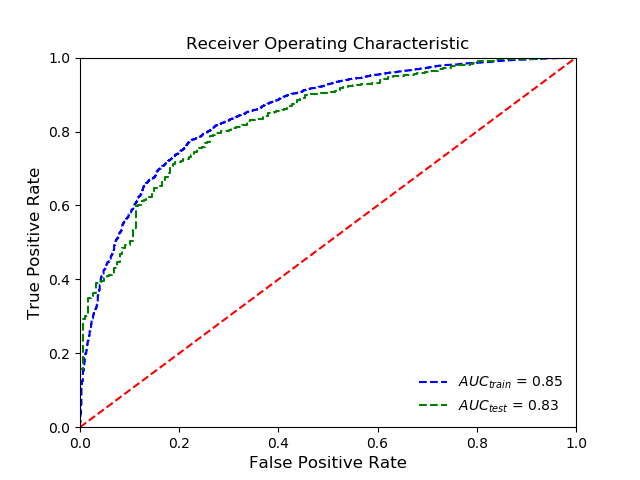 Receiver Operating Characteristic
True Positive Rate
1.0
0.8
0.6
0.4
0.2
0.0
AUC_train = 0.85
AUC_test = 0.83
0.0 0.2 0.4 0.6 0.8 1.0
False Positive Rate